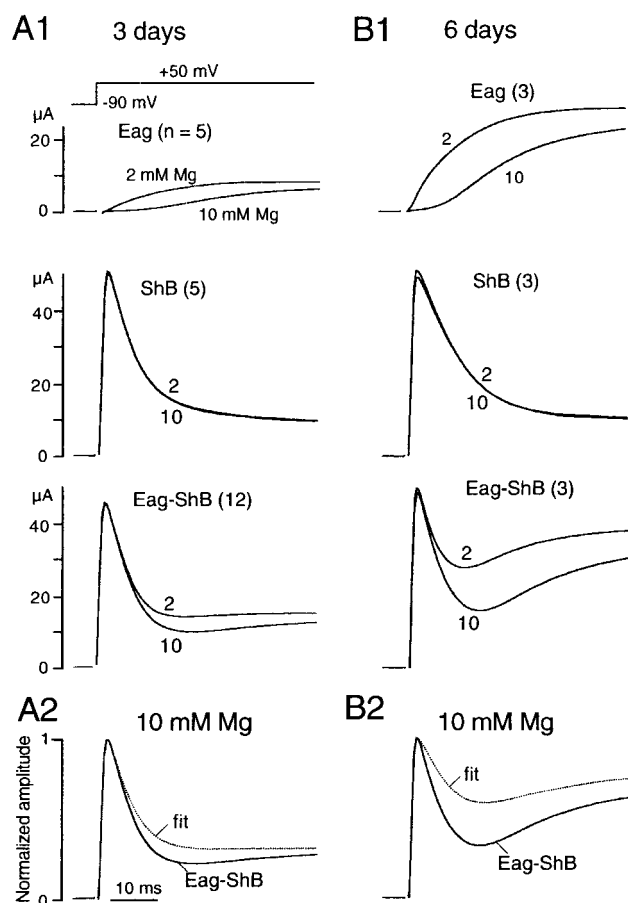 A1 3 days
+50 mV
-90 mV
µA
Eag (n = 5)
20
2 mM Mg
10 mM Mg
0
µA
ShB (5)
40
20
2
10
0
µA
Eag-ShB (12)
40
20
2
10
0
A2
10 mM Mg
Normalized amplitude
1
fit
Eag-ShB
0
10 ms
B1 6 days
Eag (3)
2
10
ShB (3)
2
10
Eag-ShB (3)
2
10
B2
10 mM Mg
fit
Eag-ShB